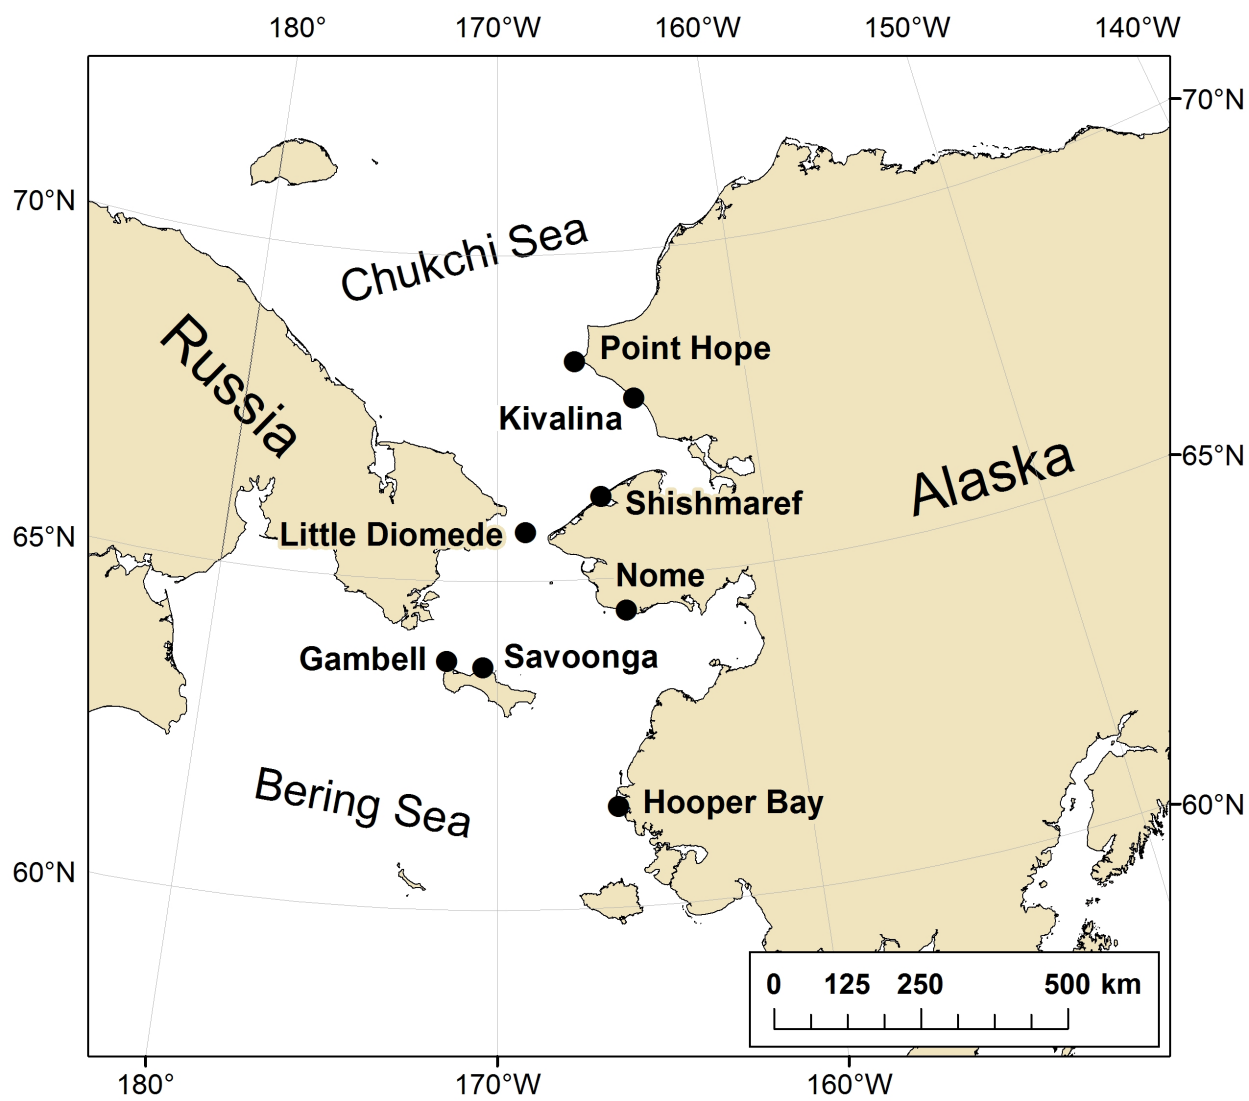 180° 170°W 160°W 150°W 140°W
70°N
70°N
Chukchi Sea
Russia
Point Hope
Kivalina
Alaska
65°N
Shishmaref
65°N
Little Diomede
Nome
Gambell
Savoonga
Bering Sea
Hooper Bay
60°N
60°N
0 125 250 500 km
180° 170°W 160°W